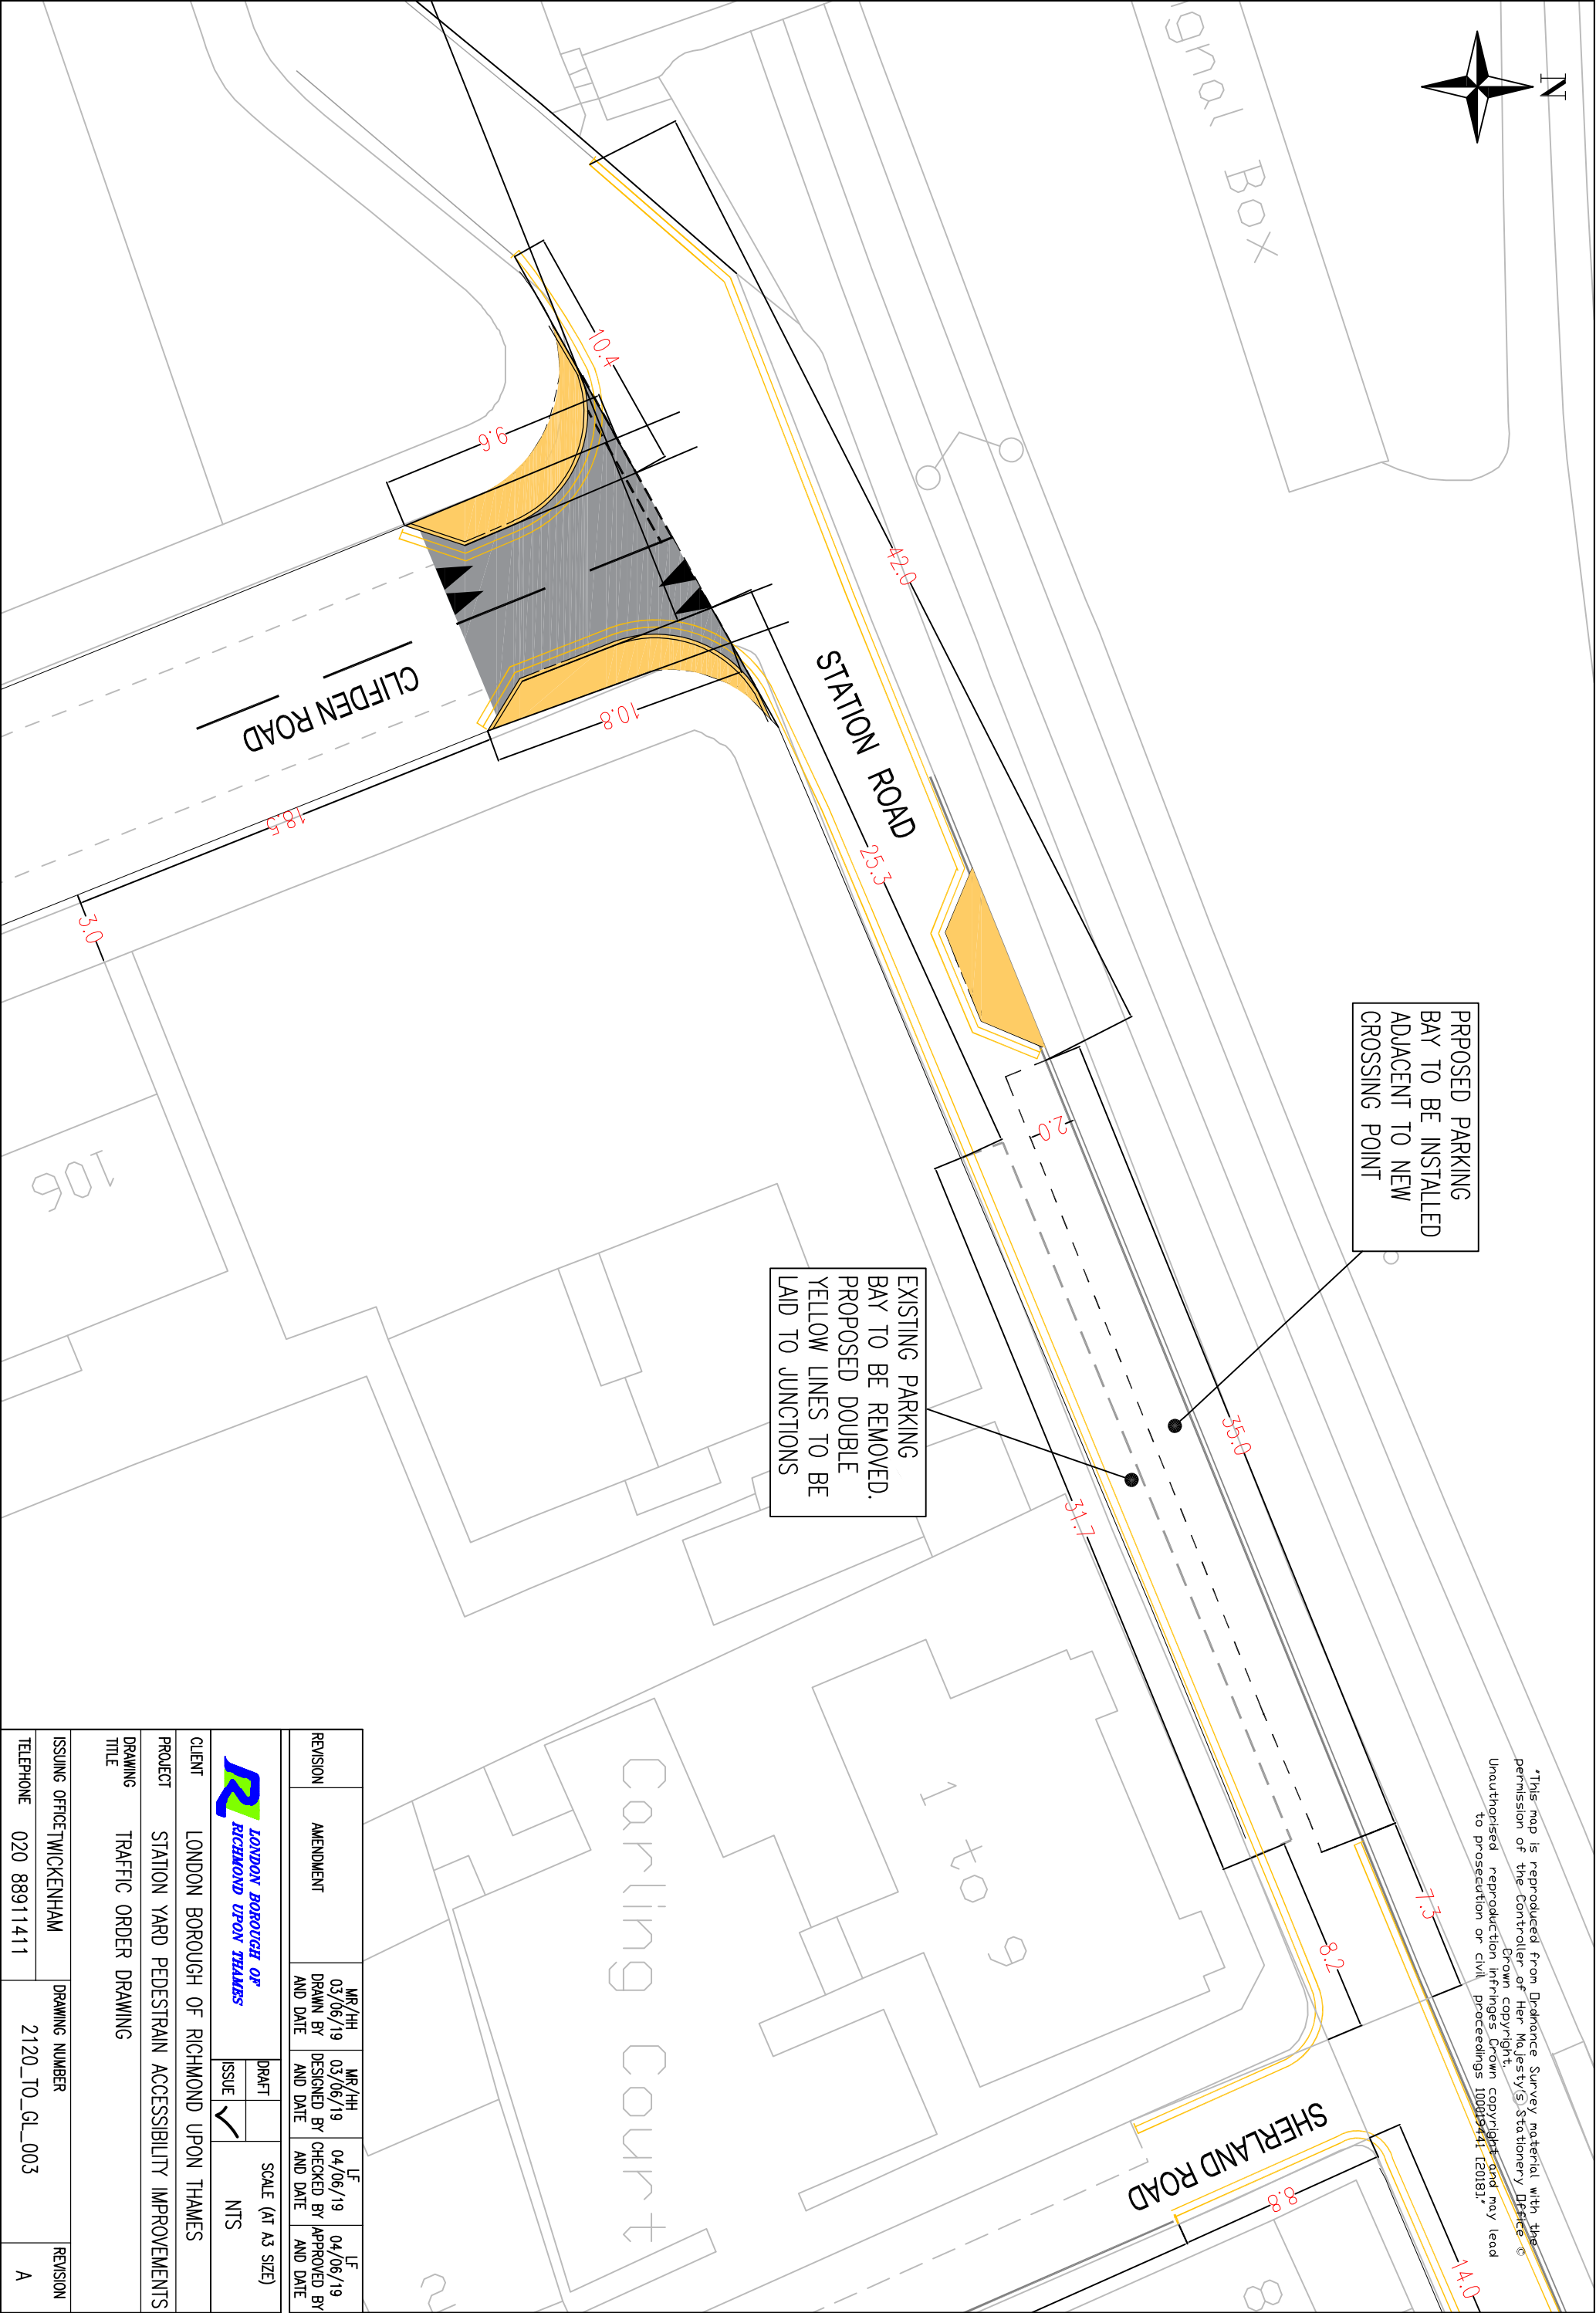 N
gnal Box
"This map is reproduced from Ordnance Survey material with the
permission of the Controller of Her Majesty's Stationery Office ©
Crown copyright.
Unauthorised reproduction infringes Crown copyright and may lead
to prosecution or civil proceedings 100019441 [2018]."
PRPOSED PARKING
BAY TO BE INSTALLED
ADJACENT TO NEW
CROSSING POINT
EXISTING PARKING
BAY TO BE REMOVED.
PROPOSED DOUBLE
YELLOW LINES TO BE
LAID TO JUNCTIONS
STATION ROAD
CLIFDEN ROAD
SHERLAND ROAD
42.0
10.4
9.6
10.8
25.3
18.5
3.0
2.0
35.0
31.7
7.3
8.2
8.8
14.0
106
1 to 9
Carling Court
8
REVISION
AMENDMENT
MR/HH
03/06/19
DRAWN BY
AND DATE
MR/HH
03/06/19
DESIGNED BY
AND DATE
LF
04/06/19
CHECKED BY
AND DATE
LF
04/06/19
APPROVED BY
AND DATE
LONDON BOROUGH OF
RICHMOND UPON THAMES
DRAFT
ISSUE
SCALE (AT A3 SIZE)
NTS
CLIENT LONDON BOROUGH OF RICHMOND UPON THAMES
PROJECT STATION YARD PEDESTRAIN ACCESSIBILITY IMPROVEMENTS
DRAWING
TITLE
TRAFFIC ORDER DRAWING
ISSUING OFFICE TWICKENHAM
TELEPHONE 020 88911411
DRAWING NUMBER
2120_TO_GL_003
REVISION
A